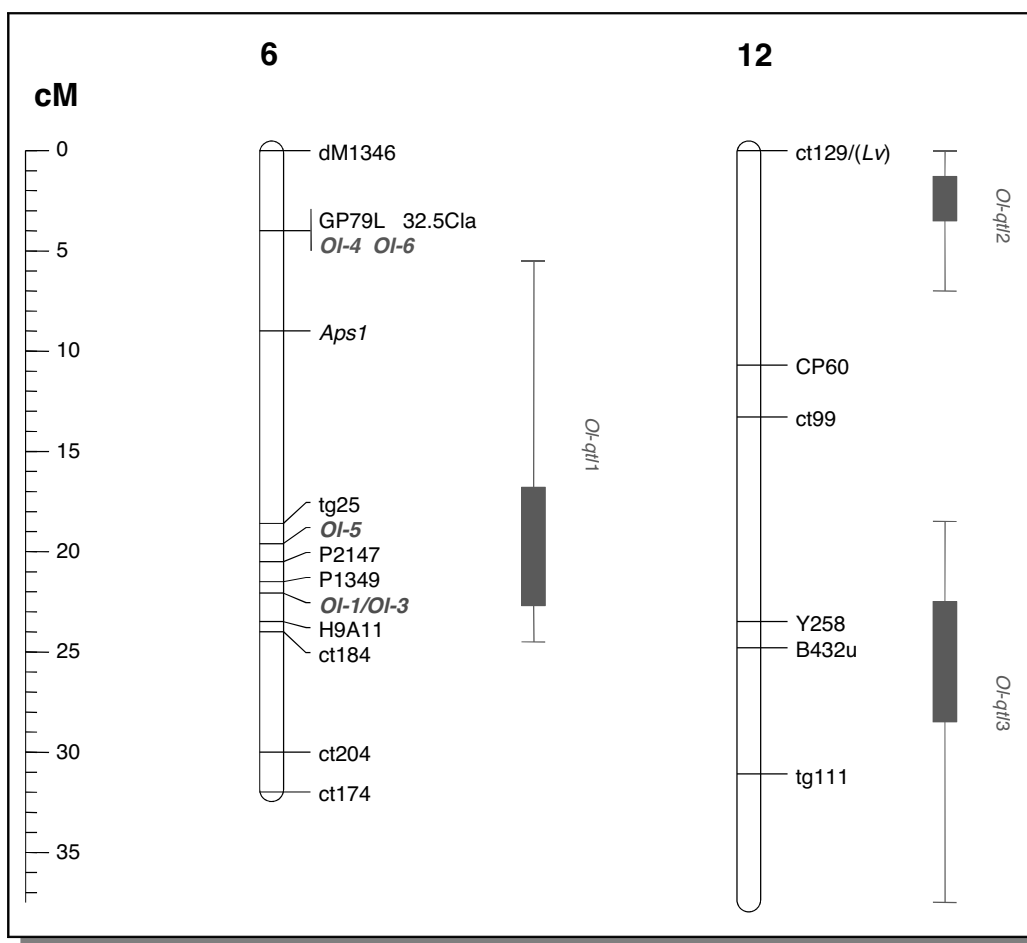 6
12
cM
0
5
10
15
20
25
30
35
dM1346
GP79L 32.5Cla
Ol-4 Ol-6
Aps1
tg25
Ol-5
P2147
P1349
Ol-1/Ol-3
H9A11
ct184
ct204
ct174
Ol-qtl1
ct129/(Lv)
CP60
ct99
Y258
B432u
tg111
Ol-qtl2
Ol-qtl3